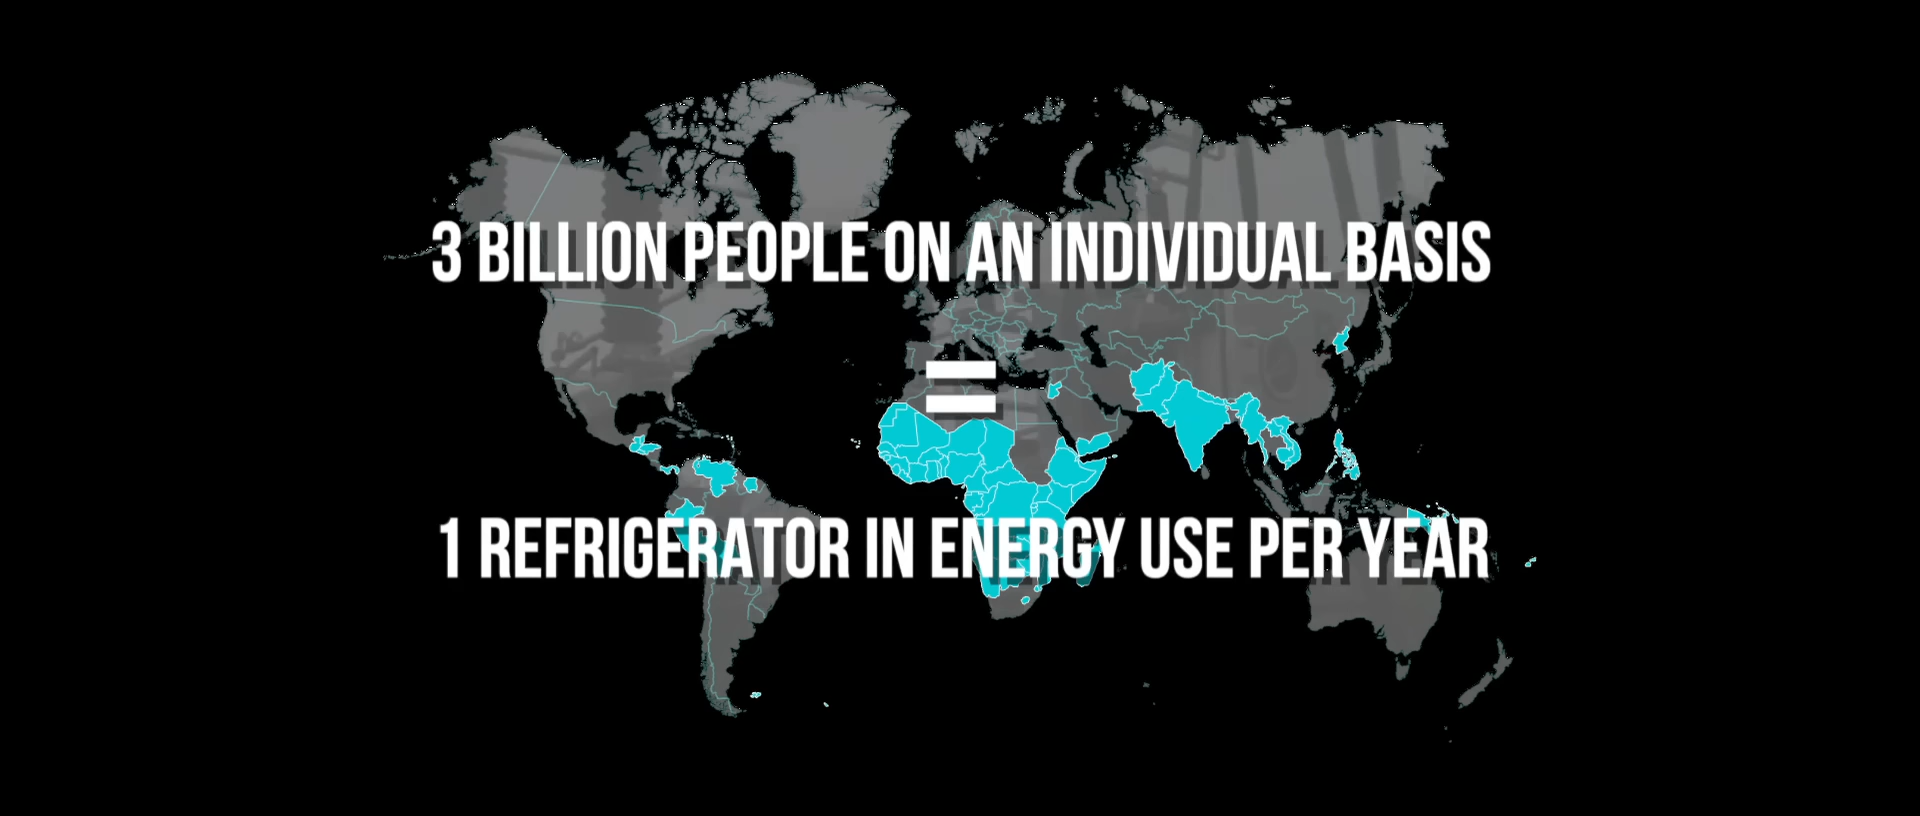 3 BILLION PEOPLE ON AN INDIVIDUAL BASIS
=
1 REFRIGERATOR IN ENERGY USE PER YEAR